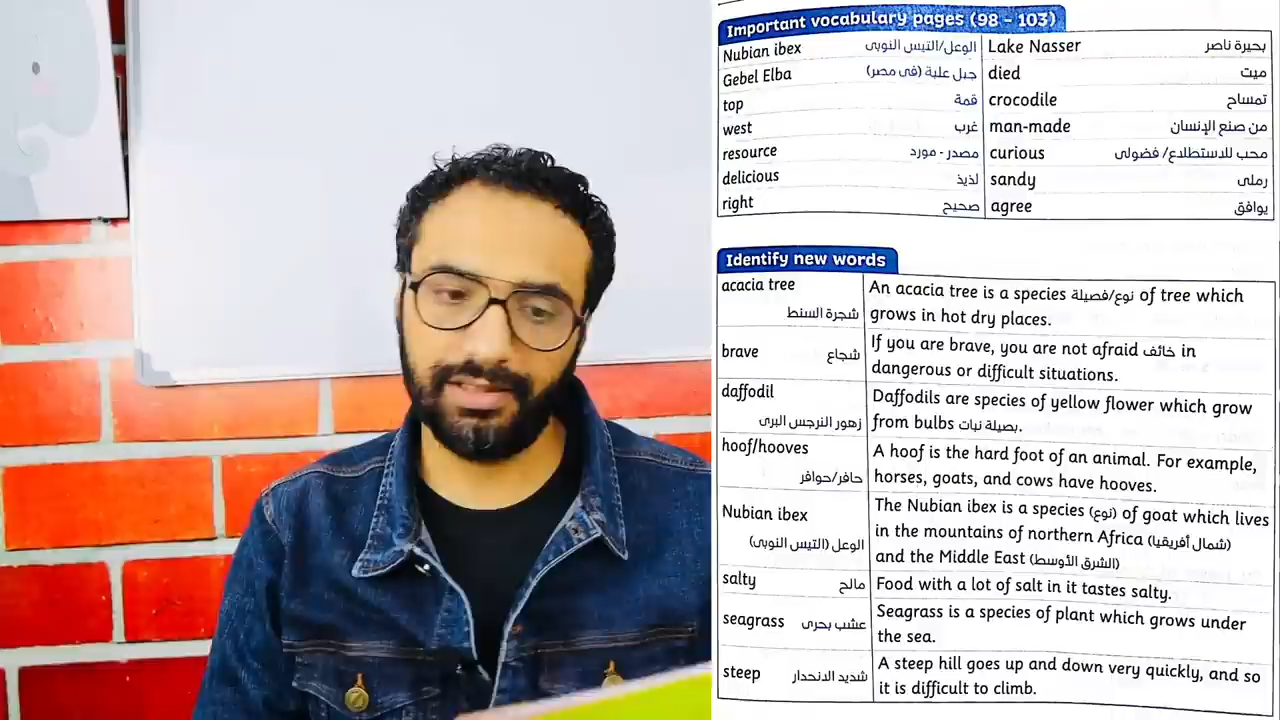 Important vocabulary pages (98 - 103)
Nubian ibex الوعل/التيس النوبى Lake Nasser بحيرة ناصر
Gebel Elba جبل علبة (فى مصر) died ميت
top قمة crocodile تمساح
west غرب man-made من صنع الإنسان
resource مصدر - مورد curious محب للاستطلاع/ فضولى
delicious لذيذ sandy رملى
right صحيح agree يوافق
Identify new words
acacia tree شجرة السنط
An acacia tree is a species نوع/فصيلة of tree which
grows in hot dry places.
brave شجاع
If you are brave, you are not afraid خائف in
dangerous or difficult situations.
daffodil زهور النرجس البرى
Daffodils are species of yellow flower which grow
from bulbs بصيلة نبات.
hoof/hooves حافر/حوافر
A hoof is the hard foot of an animal. For example,
horses, goats, and cows have hooves.
Nubian ibex الوعل (التيس النوبى)
The Nubian ibex is a species (نوع) of goat which lives
in the mountains of northern Africa (شمال أفريقيا)
and the Middle East (الشرق الأوسط)
salty مالح
Food with a lot of salt in it tastes salty.
seagrass عشب بحرى
Seagrass is a species of plant which grows under
the sea.
steep شديد الانحدار
A steep hill goes up and down very quickly, and so
it is difficult to climb.